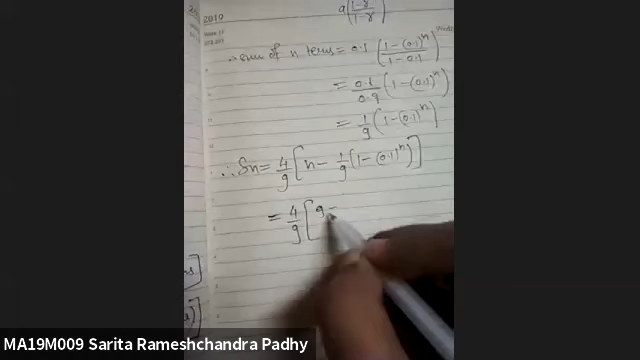 2019
a(1-r/1-r)
∴ sum of n terms = 0.1 (1-(0.1)^n / 1-0.1)
= 0.1/0.9 (1-(0.1)^n)
= 1/9 (1-(0.1)^n)
∴ Sn = 4/9 [n - 1/9 (1-(0.1)^n)]
= 4/9 [9-
MA19M009 Sarita Rameshchandra Padhy